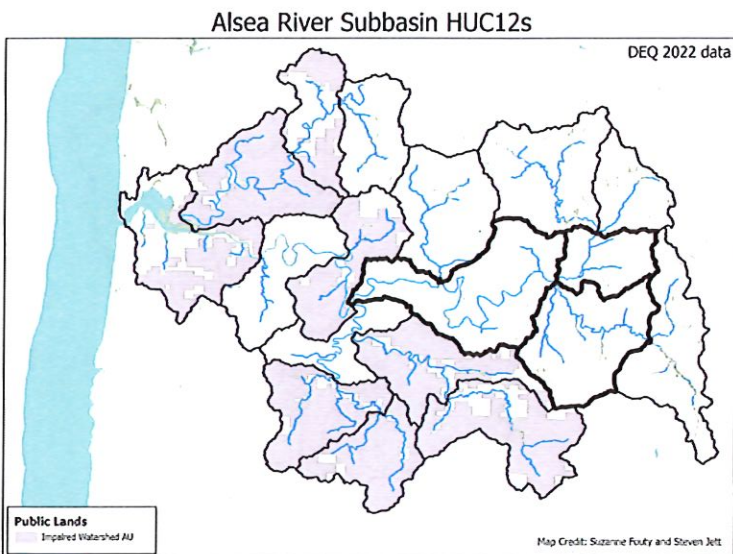 Alsea River Subbasin HUC12s
DEQ 2022 data
Public Lands
Impaired Watershed AU
Map Credit: Suzanne Fouty and Steven Jett